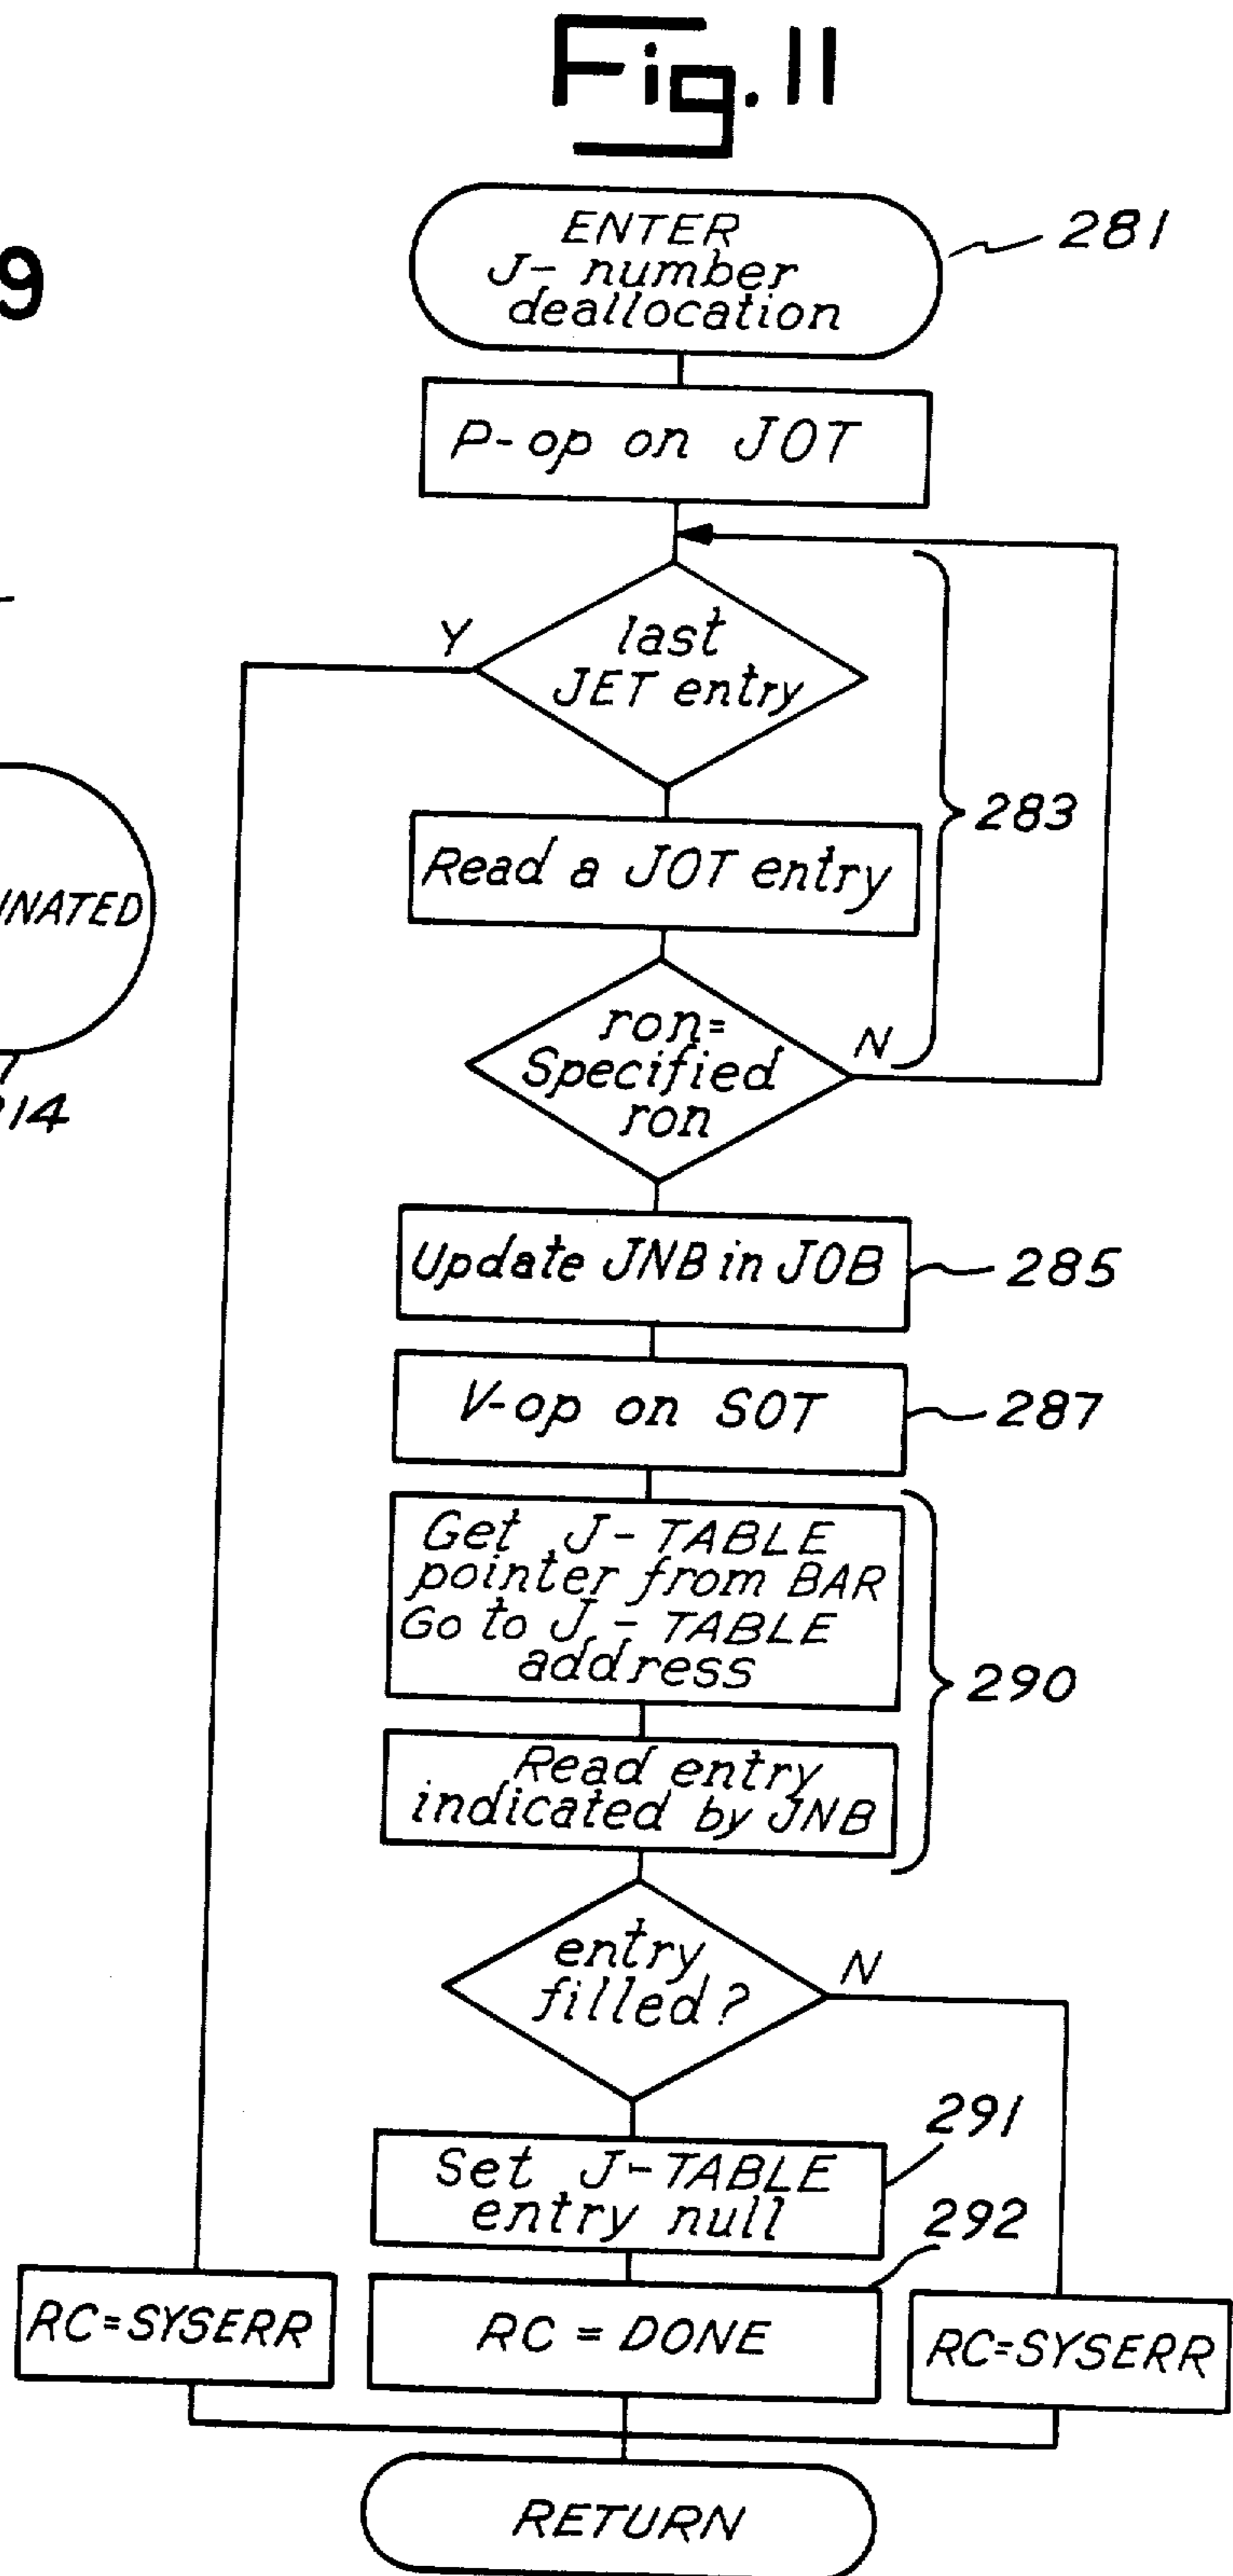 Fig. 11
9
ENTER
J- number
deallocation
281
P-op on JOT
Y
last
JET entry
283
Read a JOT entry
INATED
ron=
Specified
ron
N
214
Update JNB in JOB
285
V-op on SOT
287
Get J-TABLE
pointer from BAR
Go to J-TABLE
address
290
Read entry
indicated by JNB
entry
filled?
N
291
Set J-TABLE
entry null
292
RC=SYSERR
RC = DONE
RC=SYSERR
RETURN